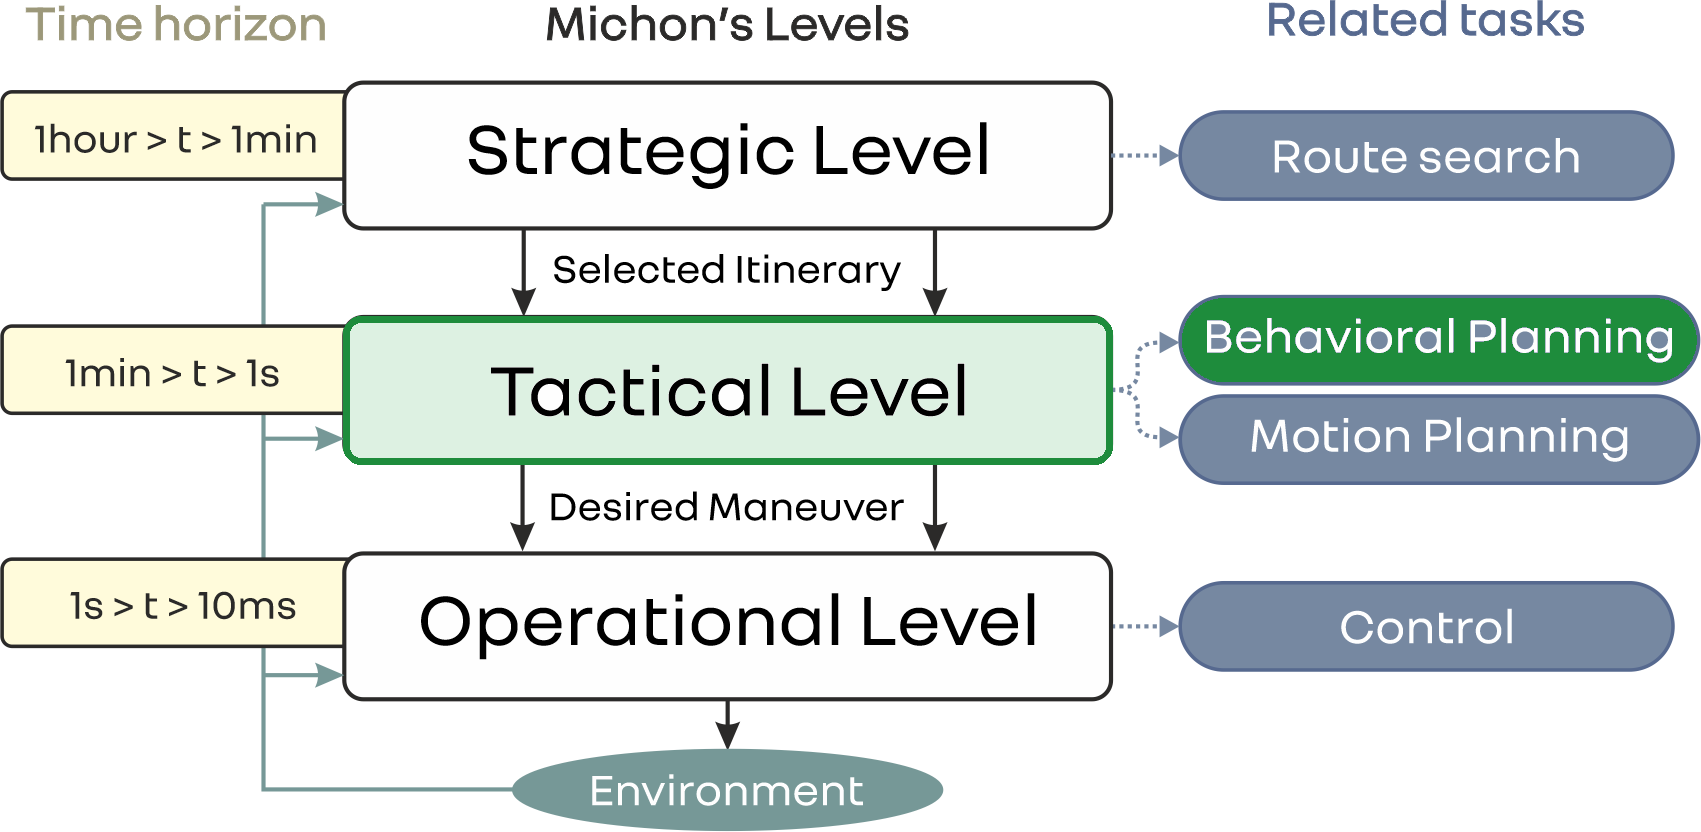 Time horizon
Michon’s Levels
Related tasks
1hour > t > 1min
Strategic Level
Route search
Selected Itinerary
1min > t > 1s
Tactical Level
Behavioral Planning
Motion Planning
Desired Maneuver
1s > t > 10ms
Operational Level
Control
Environment